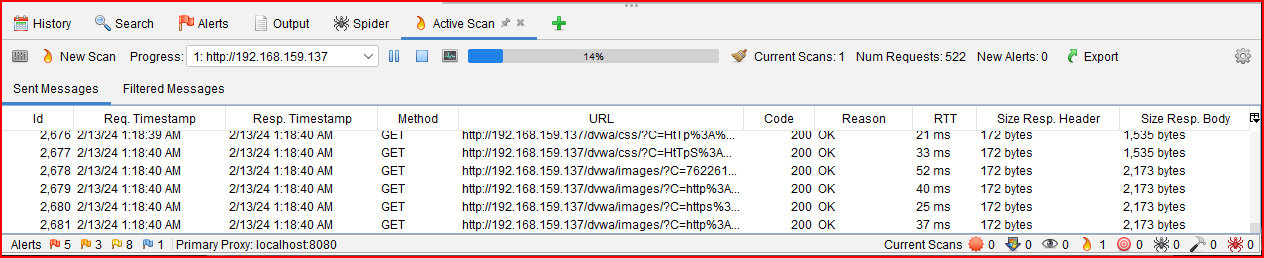 History Search Alerts Output Spider Active Scan
New Scan Progress: 1: http://192.168.159.137 14% Current Scans: 1 Num Requests: 522 New Alerts: 0 Export
Sent Messages Filtered Messages
Id Req. Timestamp Resp. Timestamp Method URL Code Reason RTT Size Resp. Header Size Resp. Body
2,676 2/13/24 1:18:39 AM 2/13/24 1:18:40 AM GET http://192.168.159.137/dvwa/css/?C=HtTp%3A%... 200 OK 21 ms 172 bytes 1,535 bytes
2,677 2/13/24 1:18:40 AM 2/13/24 1:18:40 AM GET http://192.168.159.137/dvwa/css/?C=HtTpS%3A... 200 OK 33 ms 172 bytes 1,535 bytes
2,678 2/13/24 1:18:40 AM 2/13/24 1:18:40 AM GET http://192.168.159.137/dvwa/images/?C=762261... 200 OK 52 ms 172 bytes 2,173 bytes
2,679 2/13/24 1:18:40 AM 2/13/24 1:18:40 AM GET http://192.168.159.137/dvwa/images/?C=http%3A... 200 OK 40 ms 172 bytes 2,173 bytes
2,680 2/13/24 1:18:40 AM 2/13/24 1:18:40 AM GET http://192.168.159.137/dvwa/images/?C=https%3... 200 OK 25 ms 172 bytes 2,173 bytes
2,681 2/13/24 1:18:40 AM 2/13/24 1:18:40 AM GET http://192.168.159.137/dvwa/images/?C=http%3... 200 OK 37 ms 172 bytes 2,173 bytes
Alerts 5 3 8 1 Primary Proxy: localhost:8080 Current Scans 0 0 0 1 0 0 0 0